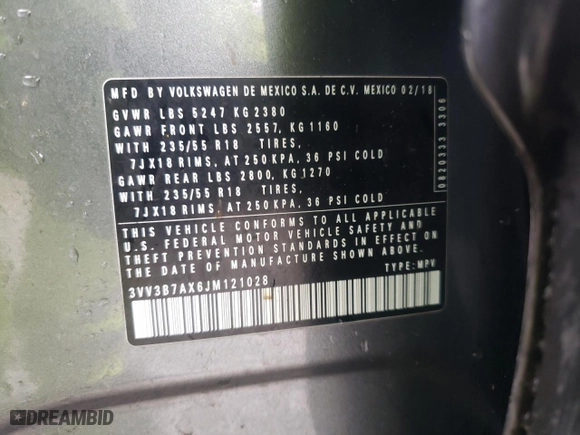 MFD BY VOLKSWAGEN DE MEXICO S.A. DE C.V. MEXICO 02/18
GVWR LBS 5247 KG 2380
GAWR FRONT LBS 2557, KG 1160
WITH 235/55 R18 TIRES,
7JX18 RIMS, AT 250 KPA, 36 PSI COLD
GAWR REAR LBS 2800, KG 1270
WITH 235/55 R18 TIRES,
7JX18 RIMS, AT 250 KPA, 36 PSI COLD
THIS VEHICLE CONFORMS TO ALL APPLICABLE
U.S. FEDERAL MOTOR VEHICLE SAFETY AND
THEFT PREVENTION STANDARDS IN EFFECT ON
THE DATE OF MANUFACTURE SHOWN ABOVE.
3VV3B7AX6JM121028 TYPE: MPV
0820333 3306
DREAMBID